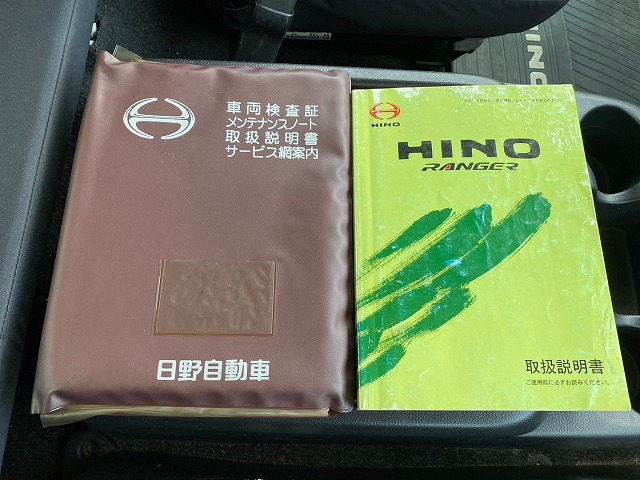 車両検査証
メンテナンスノート
取扱説明書
サービス網案内
日野自動車
HINO
HINO
RANGER
取扱説明書
ご使用前に必ずお読みください。
HINO